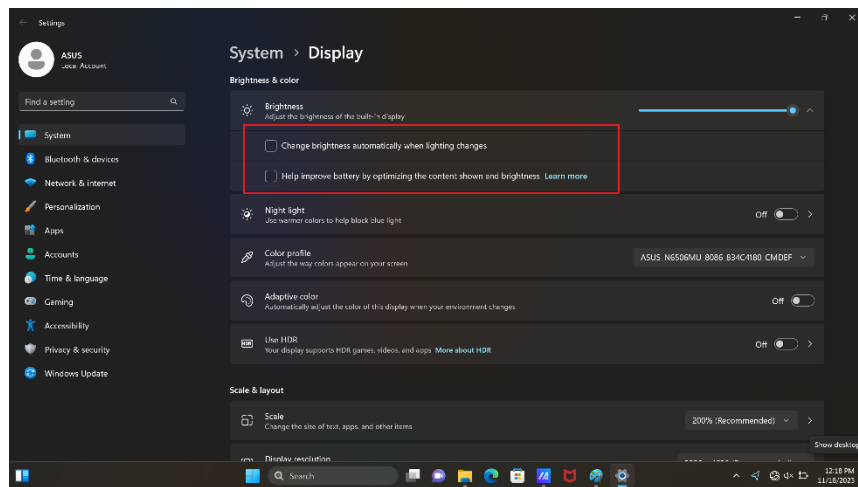 Settings
ASUS
Local Account
Find a setting
System
Bluetooth & devices
Network & internet
Personalization
Apps
Accounts
Time & language
Gaming
Accessibility
Privacy & security
Windows Update
System > Display
Brightness & color
Brightness
Adjust the brightness of the built-in display
Change brightness automatically when lighting changes
Help improve battery by optimizing the content shown and brightness Learn more
Night light
Use warmer colors to help block blue light
Off
Color profile
Adjust the way colors appear on your screen
ASUS N6506MU 8086 B34C4180 CMDEF
Adaptive color
Automatically adjust the color of this display when your environment changes
Off
HDR
Use HDR
Your display supports HDR games, videos, and apps More about HDR
Off
Scale & layout
Scale
Change the size of text, apps, and other items
200% (Recommended)
Display resolution
Show desktop
Search
12:18 PM
11/18/2023